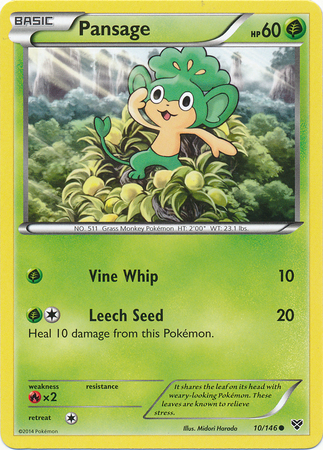 BASIC
Pansage
HP60
NO. 511 Grass Monkey Pokémon HT: 2'00" WT: 23.1 lbs.
Vine Whip 10
Leech Seed 20
Heal 10 damage from this Pokémon.
weakness
×2
resistance
retreat
It shares the leaf on its head with
weary-looking Pokémon. These
leaves are known to relieve
stress.
©2014 Pokémon
Illus. Midori Harada
10/146
XY